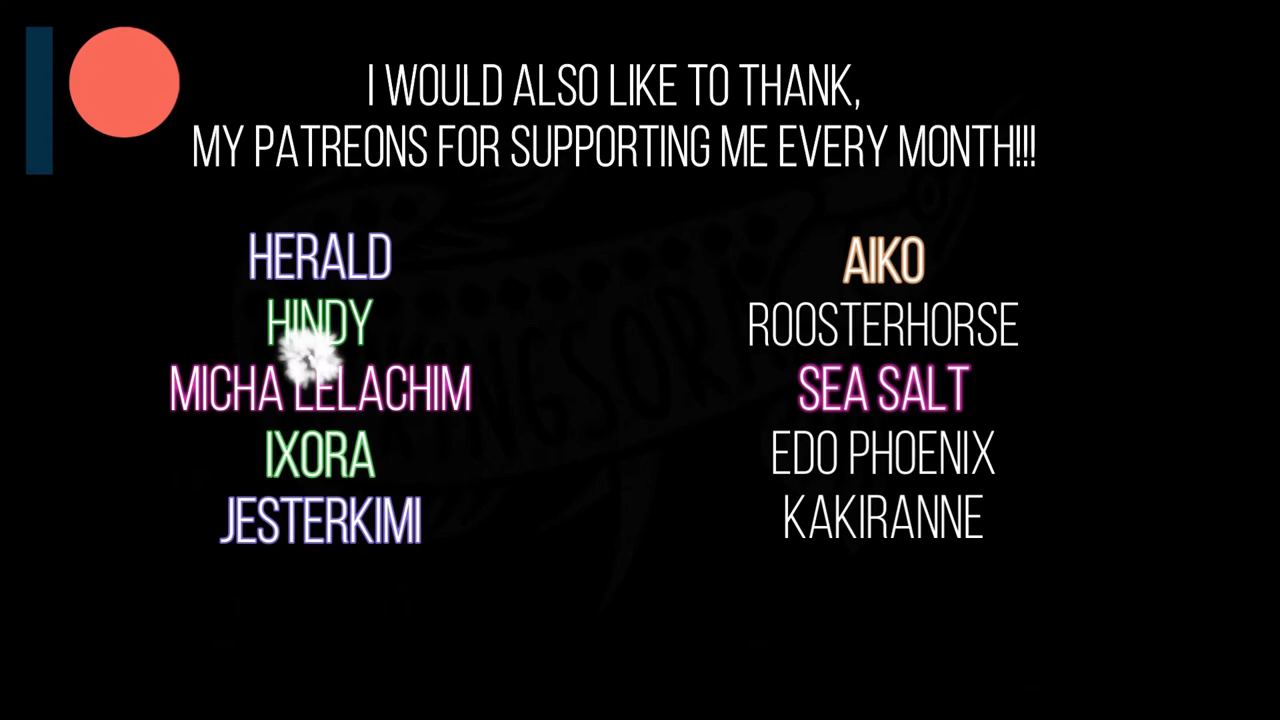 I WOULD ALSO LIKE TO THANK,
MY PATREONS FOR SUPPORTING ME EVERY MONTH!!!
HERALD
HINDY
MICHA LELACHIM
IXORA
JESTERKIMI
AIKO
ROOSTERHORSE
SEA SALT
EDO PHOENIX
KAKIRANNE